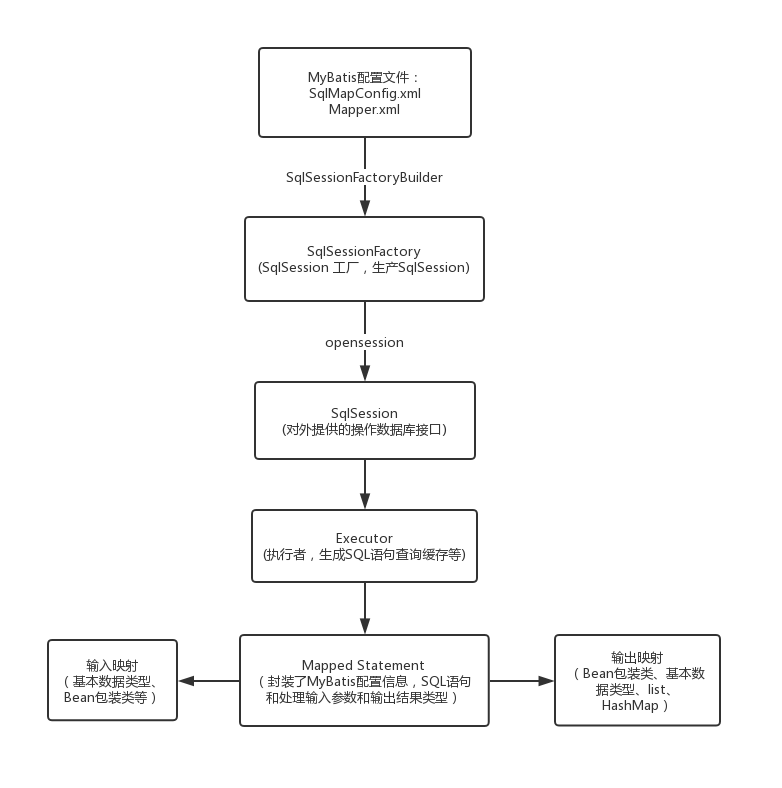 MyBatis配置文件：
SqlMapConfig.xml
Mapper.xml
SqlSessionFactoryBuilder
SqlSessionFactory
(SqlSession 工厂，生产SqlSession)
opensession
SqlSession
(对外提供的操作数据库接口)
Executor
(执行者，生成SQL语句查询缓存等)
输入映射
（基本数据类型、
Bean包装类等）
Mapped Statement
（封装了MyBatis配置信息，SQL语句
和处理输入参数和输出结果类型）
输出映射
（Bean包装类、基本数
据类型、list、
HashMap）